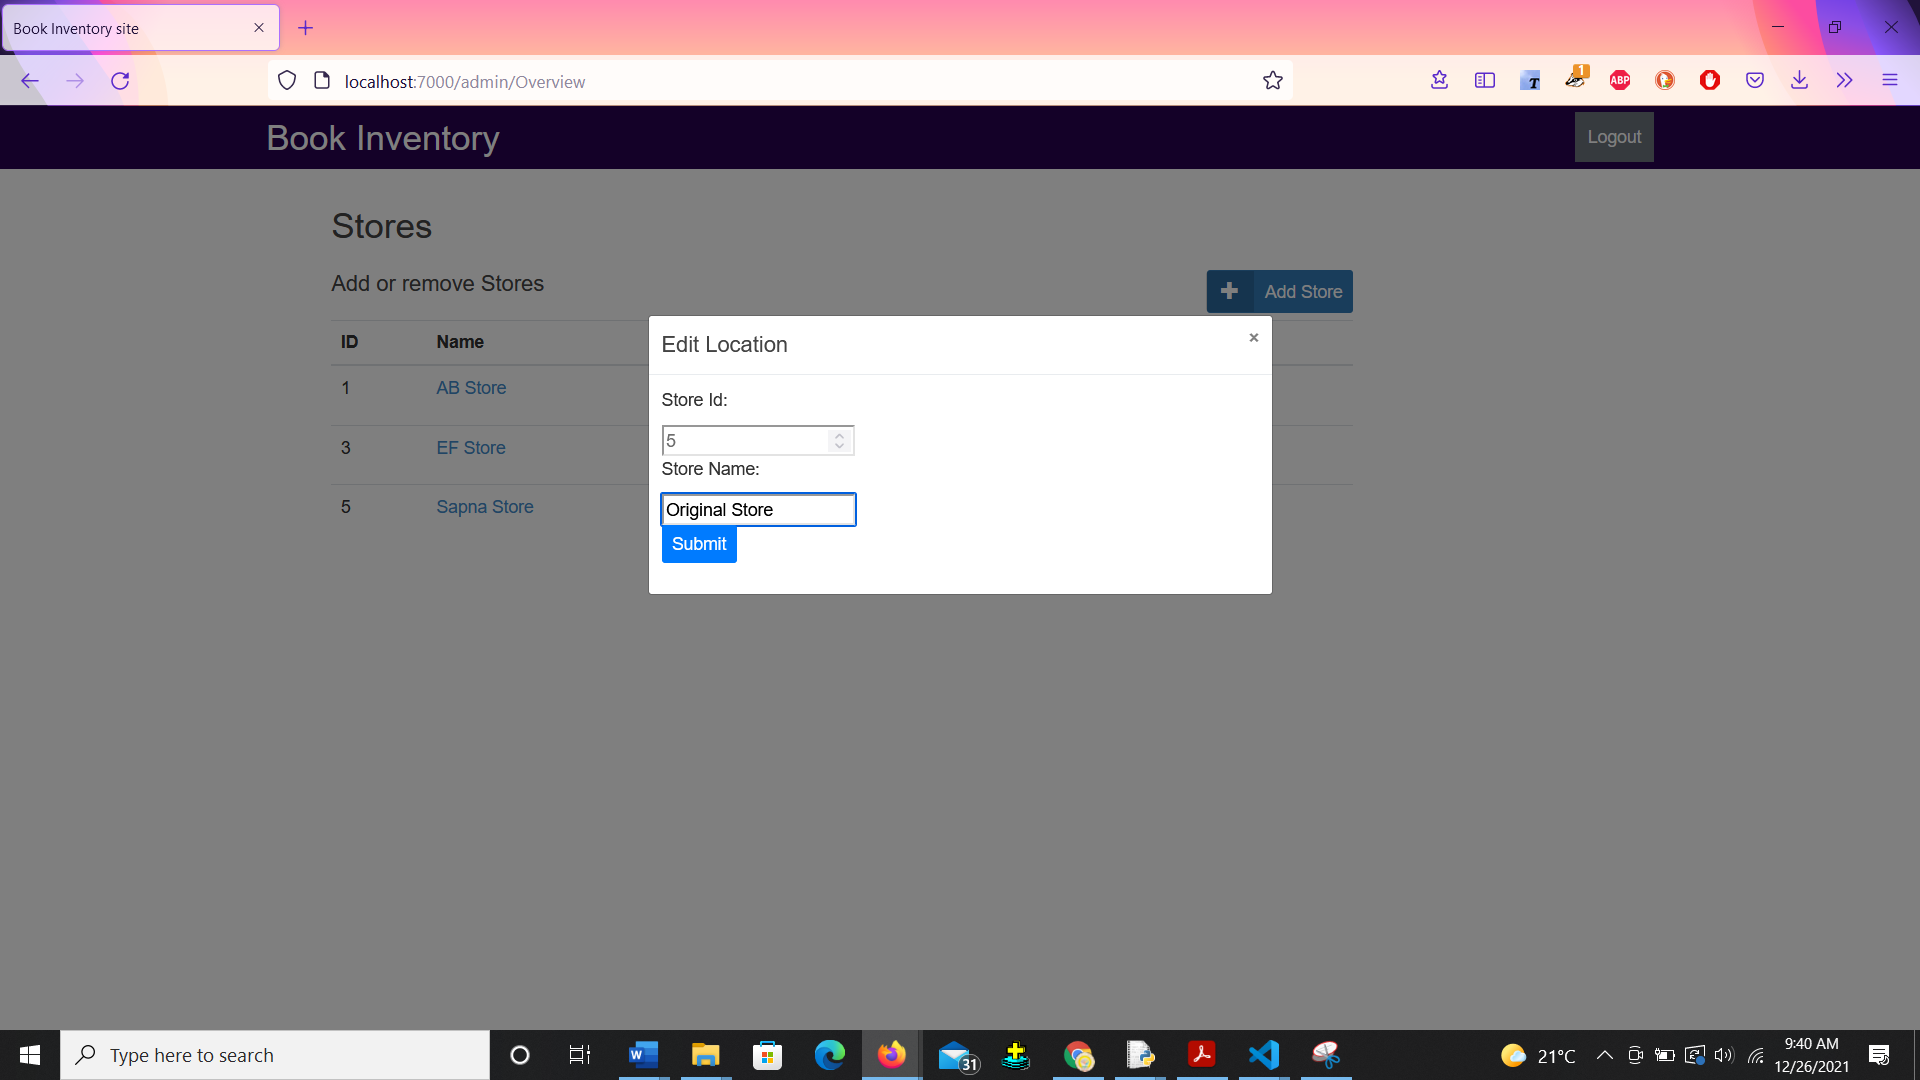 Book Inventory site
localhost:7000/admin/Overview
1
T
ABP
Book Inventory
Logout
Stores
Add or remove Stores
Add Store
ID Name
1 AB Store
3 EF Store
5 Sapna Store
Edit Location
×
Store Id:
5
Store Name:
Original Store
Submit
Type here to search
W
31
21°C
9:40 AM
12/26/2021